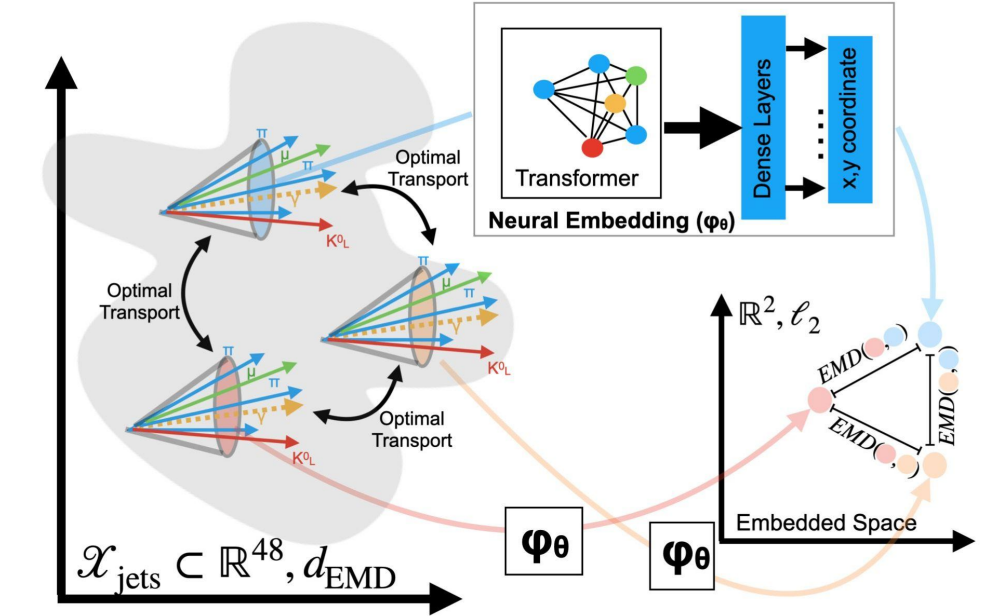 π
μ
π
γ
K⁰L
Optimal
Transport
Optimal
Transport
π
μ
π
γ
K⁰L
π
μ
π
γ
K⁰L
Optimal
Transport
𝒳jets ⊂ ℝ⁴⁸, dEMD
Transformer
Dense Layers
x,y coordinate
Neural Embedding (φθ)
φθ
φθ
ℝ², ℓ₂
EMD( , )
EMD( , )
EMD( , )
Embedded Space